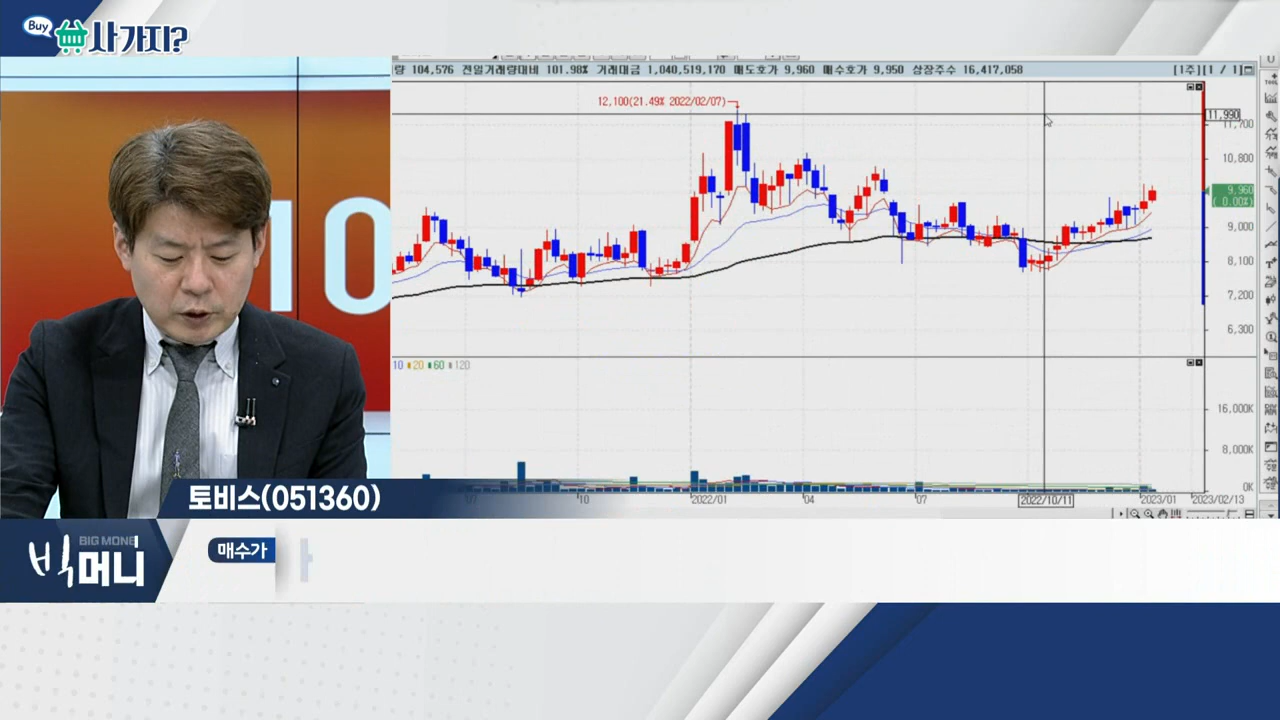 Buy
사가지?
량 104,576 전일거래량대비 101.98% 거래대금 1,040,519,170 매도호가 9,960 매수호가 9,950 상장주수 16,417,058
[1주][1 / 1]
12,100(21.49% 2022/02/07)
11,990
11,700
10,800
9,960
( 0.00%)
9,000
8,100
7,200
6,300
10
10 20 60 120
16,000K
8,000K
0K
10
2022/01
04
07
2022/10/11
2023/01
2023/02/13
토비스(051360)
BIG MONEY
빅머니
매수가